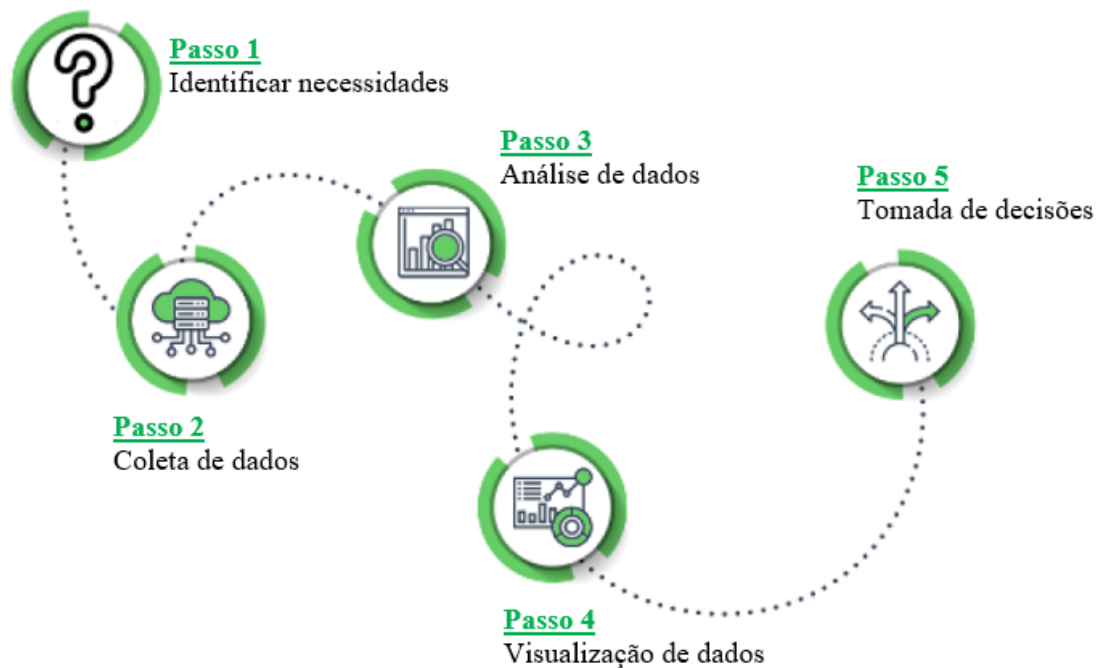 Passo 1
Identificar necessidades
Passo 2
Coleta de dados
Passo 3
Análise de dados
Passo 4
Visualização de dados
Passo 5
Tomada de decisões